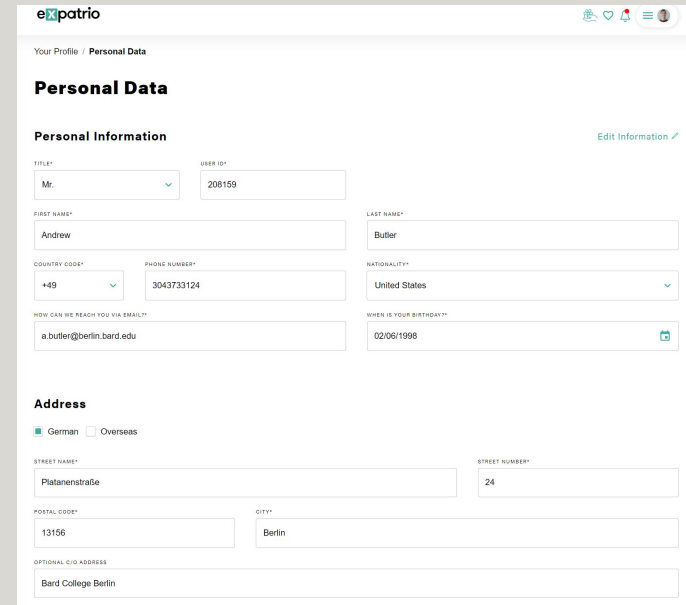 expatrio
Your Profile / Personal Data
Personal Data
Personal Information
Edit Information
TITLE* USER ID*
Mr. 208159
FIRST NAME* LAST NAME*
Andrew Butler
COUNTRY CODE* PHONE NUMBER* NATIONALITY*
+49 3043733124 United States
HOW CAN WE REACH YOU VIA EMAIL?* WHEN IS YOUR BIRTHDAY?*
a.butler@berlin.bard.edu 02/06/1998
Address
German Overseas
STREET NAME* STREET NUMBER*
Platanenstraße 24
POSTAL CODE* CITY*
13156 Berlin
OPTIONAL C/O ADDRESS
Bard College Berlin